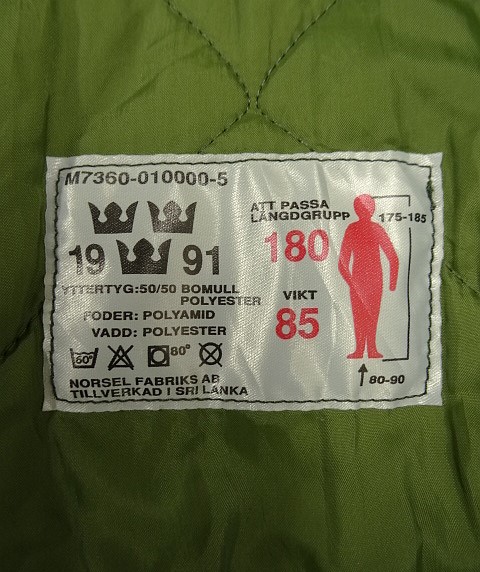 M7360-010000-5
19 91
YTTERTYG:50/50 BOMULL
POLYESTER
FODER: POLYAMID
VADD: POLYESTER
60° 80°
NORSEL FABRIKS AB
TILLVERKAD I SRI LANKA
ATT PASSA
LÄNGDGRUPP
180
175-185
VIKT
85
80-90